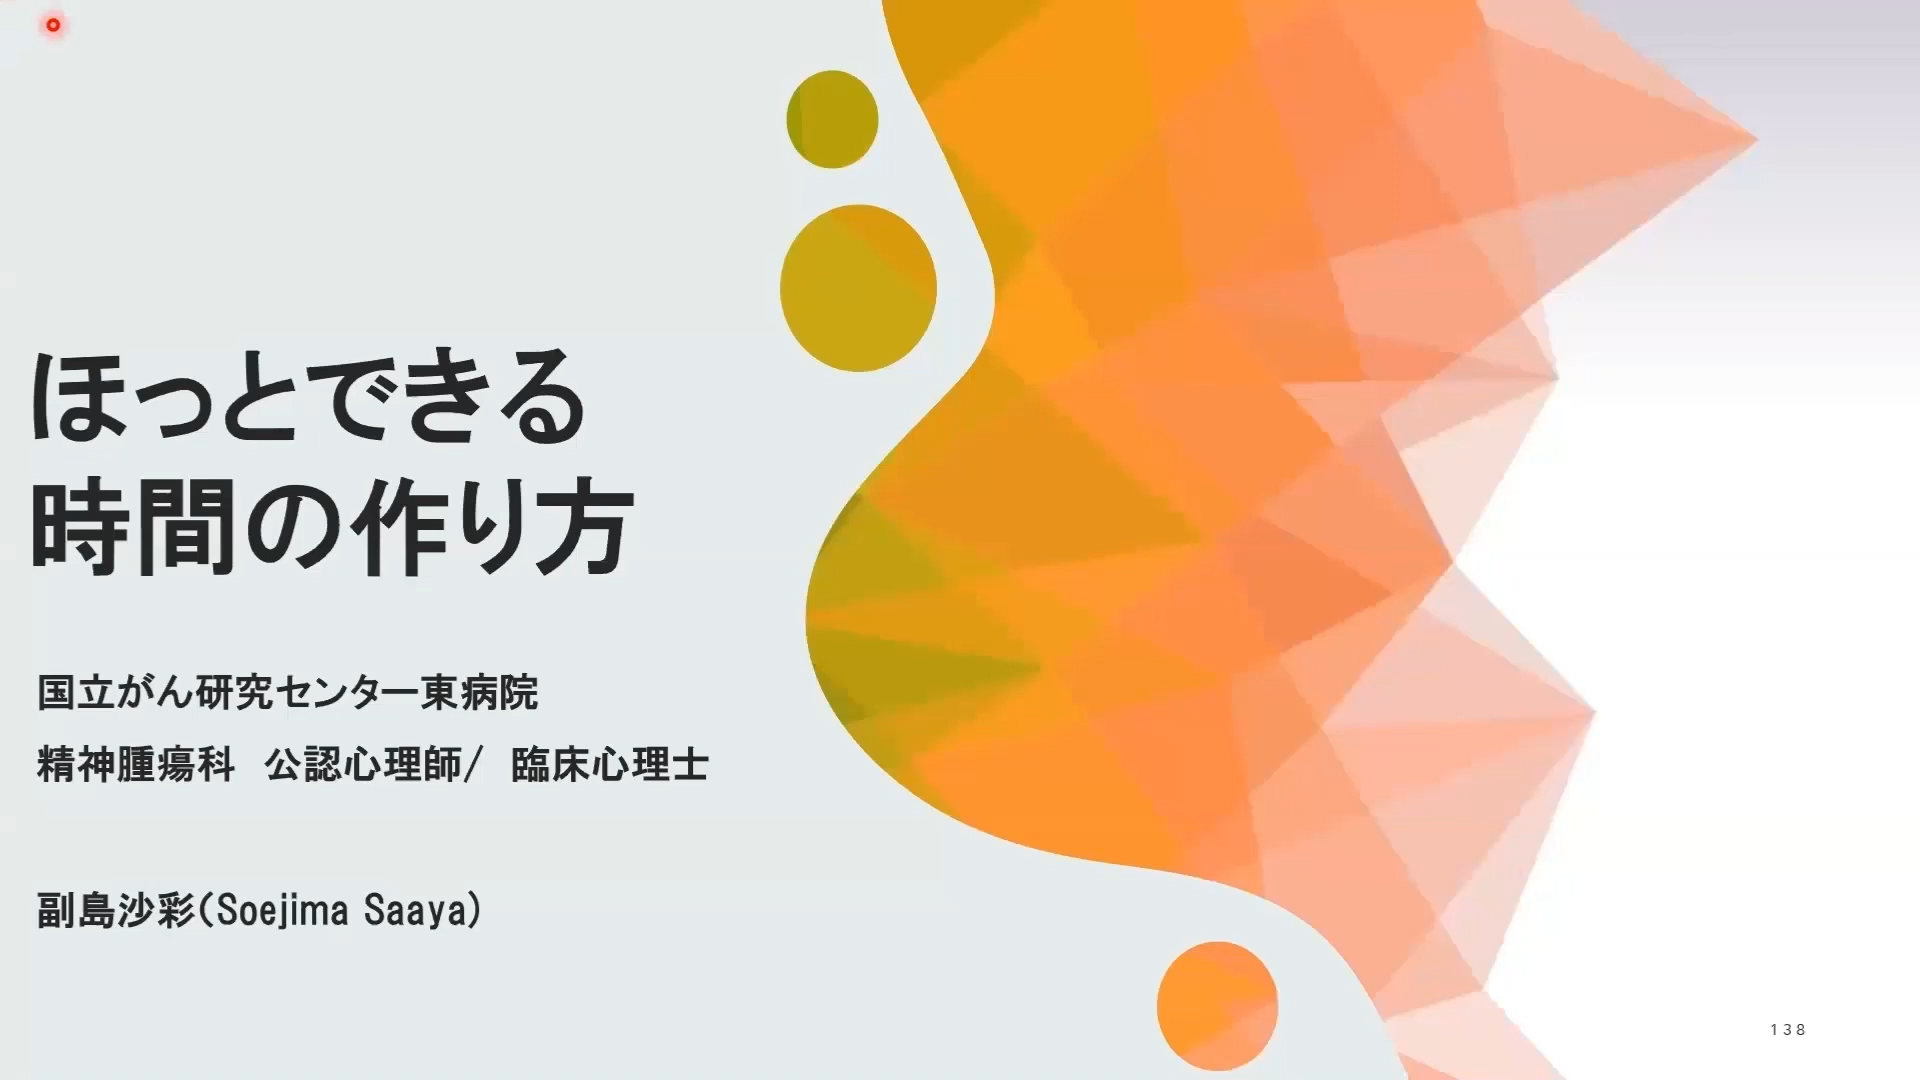 ほっとできる
時間の作り方
国立がん研究センター東病院
精神腫瘍科　公認心理師/　臨床心理士
副島沙彩(Soejima Saaya)
138